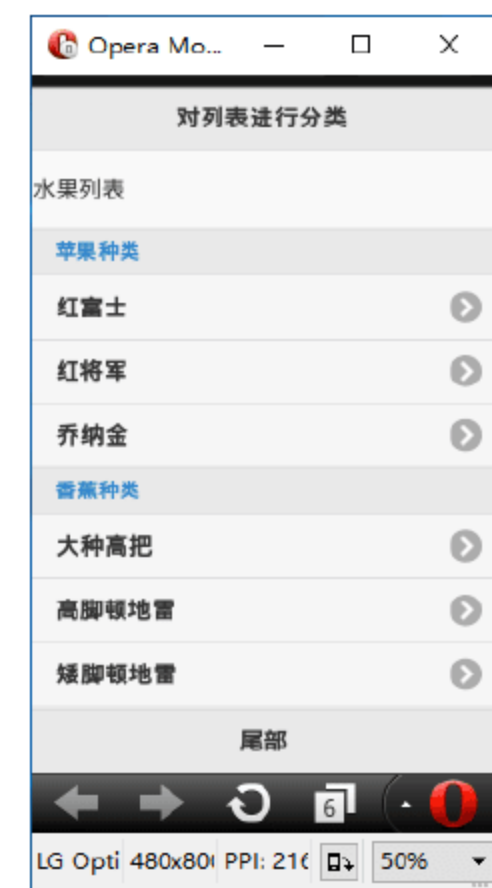 Opera Mo...
对列表进行分类
水果列表
苹果种类
红富士
红将军
乔纳金
香蕉种类
大种高把
高脚顿地雷
矮脚顿地雷
尾部
6
LG Opti 480x80 PPI: 216 50%